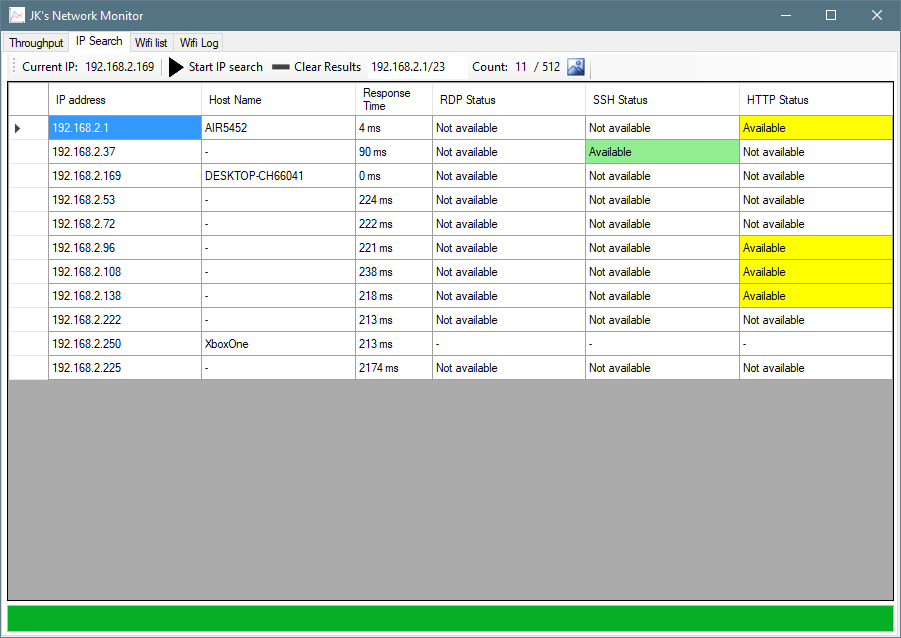 JK's Network Monitor
Throughput IP Search Wifi list Wifi Log
Current IP: 192.168.2.169 Start IP search Clear Results 192.168.2.1/23 Count: 11 / 512
IP address Host Name Response Time RDP Status SSH Status HTTP Status
192.168.2.1 AIR5452 4 ms Not available Not available Available
192.168.2.37 - 90 ms Not available Available Not available
192.168.2.169 DESKTOP-CH66041 0 ms Not available Not available Not available
192.168.2.53 - 224 ms Not available Not available Not available
192.168.2.72 - 222 ms Not available Not available Not available
192.168.2.96 - 221 ms Not available Not available Available
192.168.2.108 - 238 ms Not available Not available Available
192.168.2.138 - 218 ms Not available Not available Available
192.168.2.222 - 213 ms Not available Not available Not available
192.168.2.250 XboxOne 213 ms - - -
192.168.2.225 - 2174 ms Not available Not available Not available